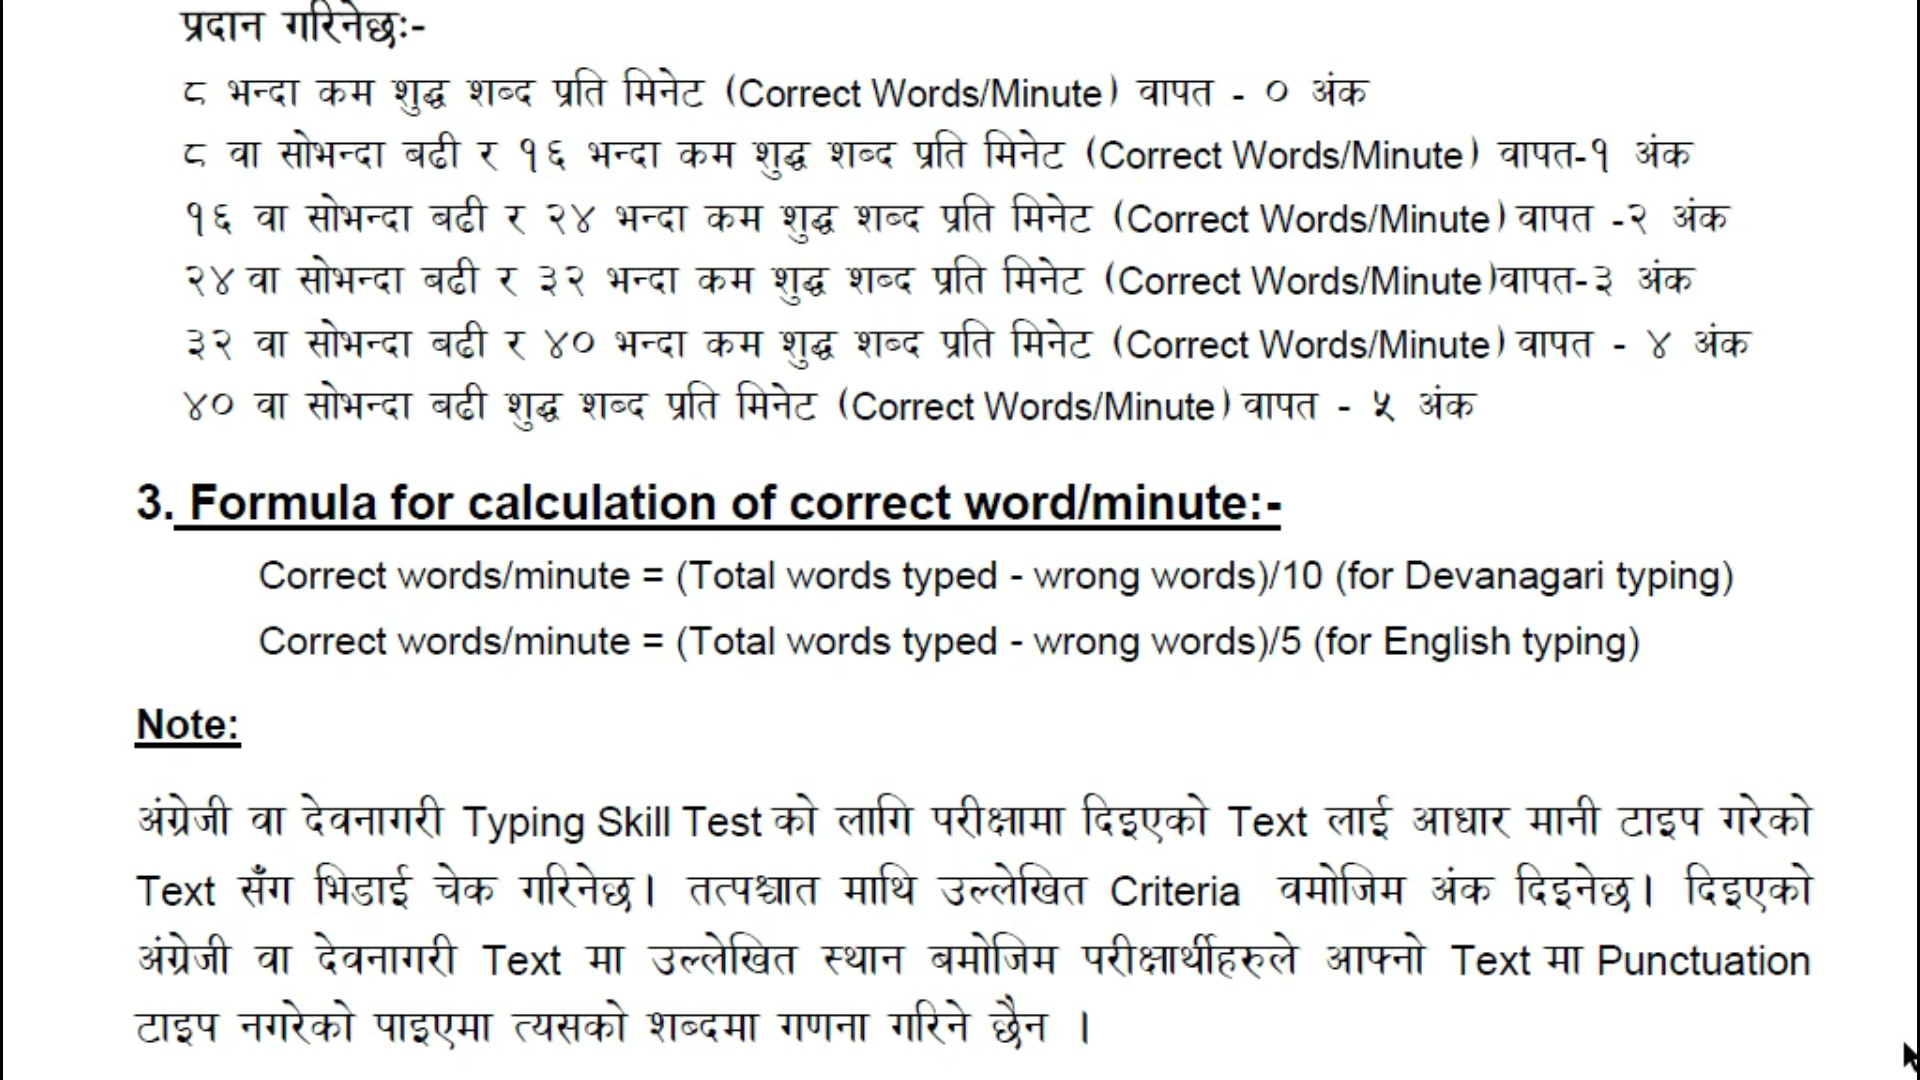 प्रदान गरिनेछः-
८ भन्दा कम शुद्ध शब्द प्रति मिनेट (Correct Words/Minute) वापत - ० अंक
८ वा सोभन्दा बढी र १६ भन्दा कम शुद्ध शब्द प्रति मिनेट (Correct Words/Minute) वापत-१ अंक
१६ वा सोभन्दा बढी र २४ भन्दा कम शुद्ध शब्द प्रति मिनेट (Correct Words/Minute) वापत -२ अंक
२४ वा सोभन्दा बढी र ३२ भन्दा कम शुद्ध शब्द प्रति मिनेट (Correct Words/Minute)वापत-३ अंक
३२ वा सोभन्दा बढी र ४० भन्दा कम शुद्ध शब्द प्रति मिनेट (Correct Words/Minute) वापत - ४ अंक
४० वा सोभन्दा बढी शुद्ध शब्द प्रति मिनेट (Correct Words/Minute) वापत - ५ अंक
3. Formula for calculation of correct word/minute:-
Correct words/minute = (Total words typed - wrong words)/10 (for Devanagari typing)
Correct words/minute = (Total words typed - wrong words)/5 (for English typing)
Note:
अंग्रेजी वा देवनागरी Typing Skill Test को लागि परीक्षामा दिइएको Text लाई आधार मानी टाइप गरेको
Text सँग भिडाई चेक गरिनेछ। तत्पश्चात माथि उल्लेखित Criteria वमोजिम अंक दिइनेछ। दिइएको
अंग्रेजी वा देवनागरी Text मा उल्लेखित स्थान बमोजिम परीक्षार्थीहरुले आफ्नो Text मा Punctuation
टाइप नगरेको पाइएमा त्यसको शब्दमा गणना गरिने छैन ।